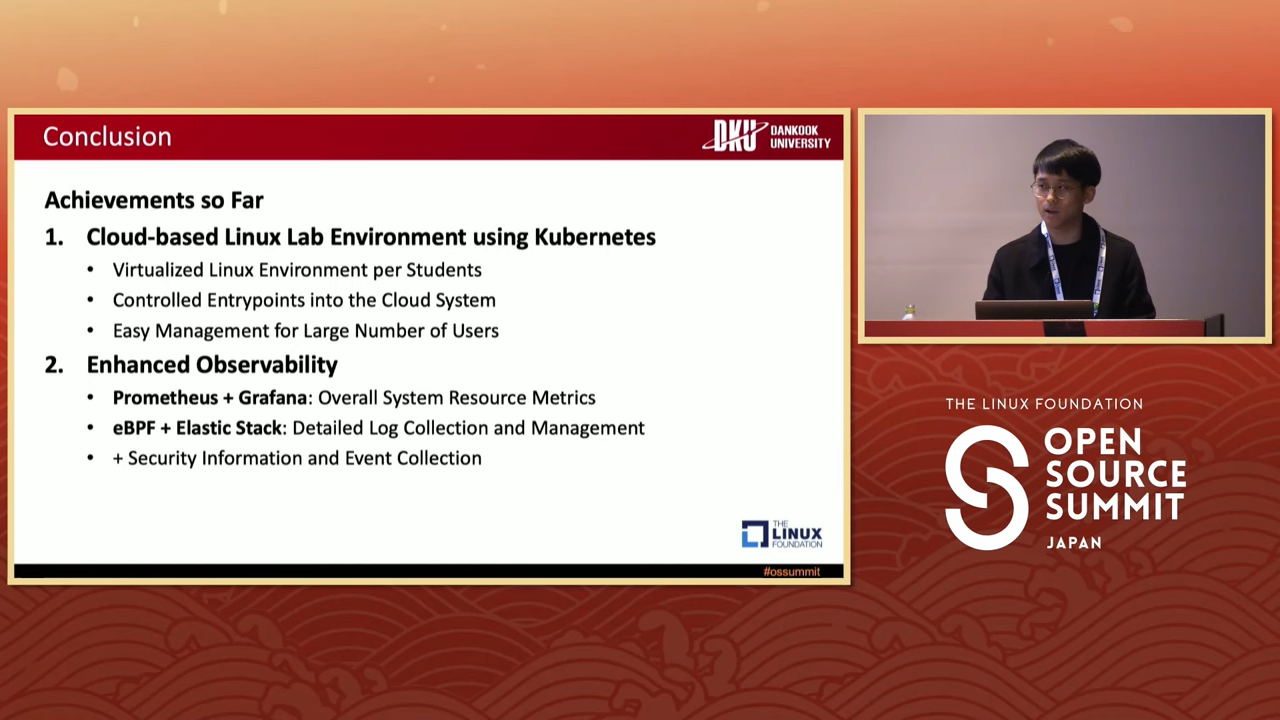 Conclusion
DKU DANKOOK UNIVERSITY
Achievements so Far
1. Cloud-based Linux Lab Environment using Kubernetes
• Virtualized Linux Environment per Students
• Controlled Entrypoints into the Cloud System
• Easy Management for Large Number of Users
2. Enhanced Observability
• Prometheus + Grafana: Overall System Resource Metrics
• eBPF + Elastic Stack: Detailed Log Collection and Management
• + Security Information and Event Collection
THE
LINUX
FOUNDATION
#ossummit
THE LINUX FOUNDATION
OPEN
SOURCE
SUMMIT
JAPAN